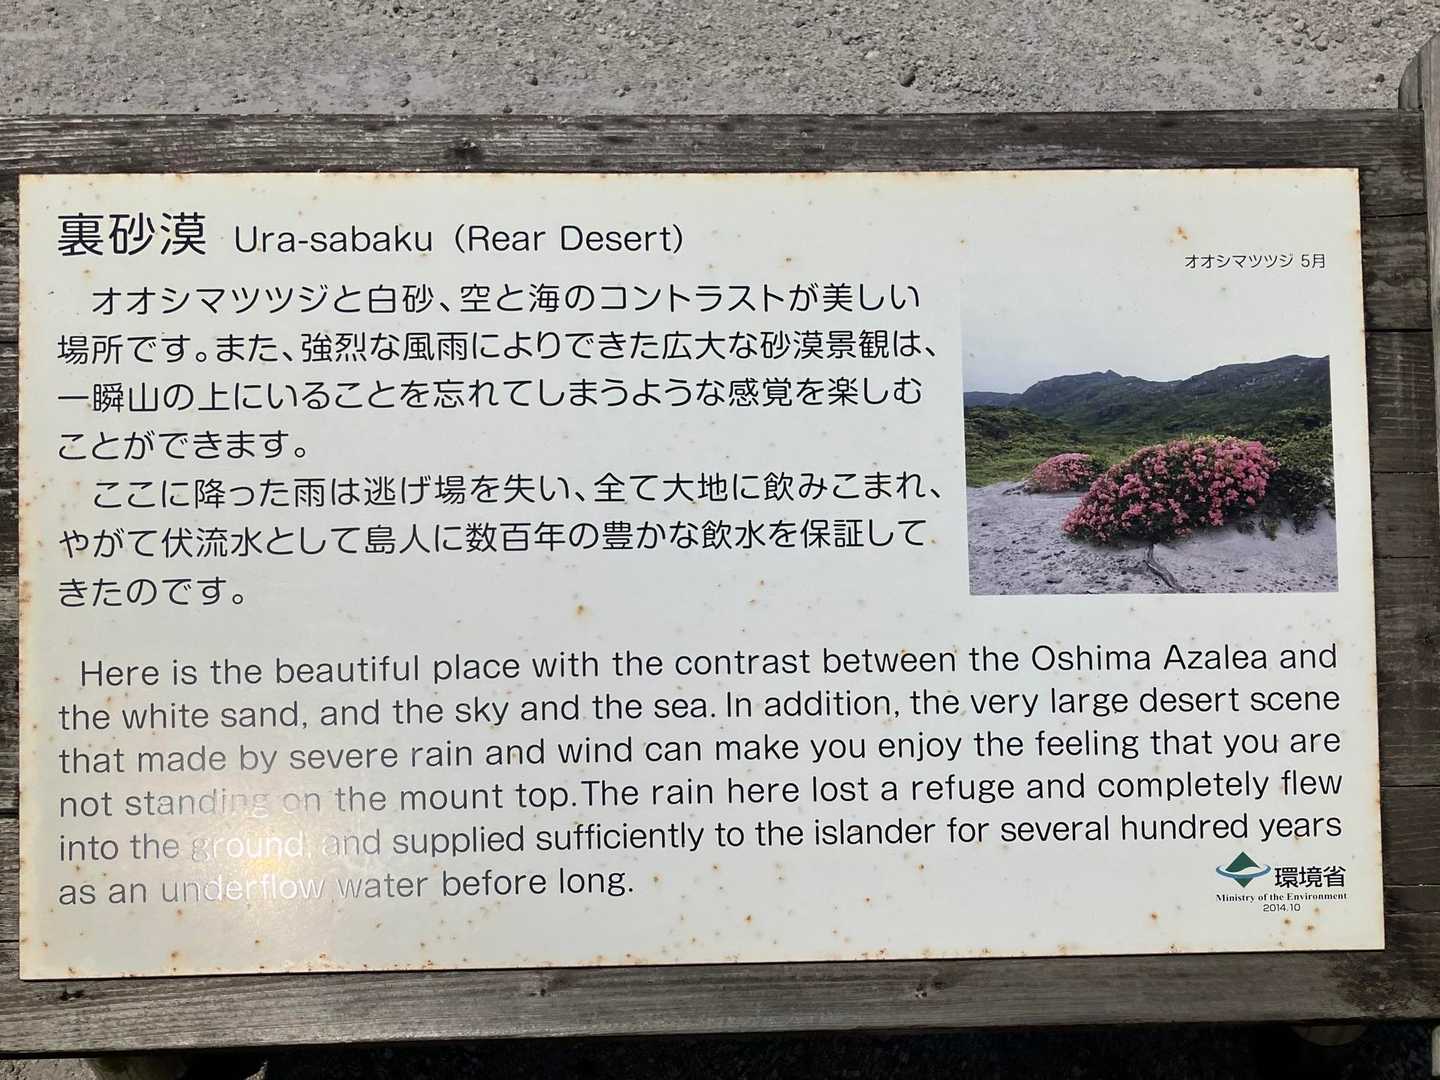 裏砂漠 Ura-sabaku (Rear Desert)
オオシマツツジ 5月
オオシマツツジと白砂、空と海のコントラストが美しい
場所です。また、強烈な風雨によりできた広大な砂漠景観は、
一瞬山の上にいることを忘れてしまうような感覚を楽しむ
ことができます。
ここに降った雨は逃げ場を失い、全て大地に飲みこまれ、
やがて伏流水として島人に数百年の豊かな飲水を保証して
きたのです。
Here is the beautiful place with the contrast between the Oshima Azalea and
the white sand, and the sky and the sea. In addition, the very large desert scene
that made by severe rain and wind can make you enjoy the feeling that you are
not standing on the mount top.The rain here lost a refuge and completely flew
into the ground, and supplied sufficiently to the islander for several hundred years
as an underflow water before long.
環境省
Ministry of the Environment
2014.10